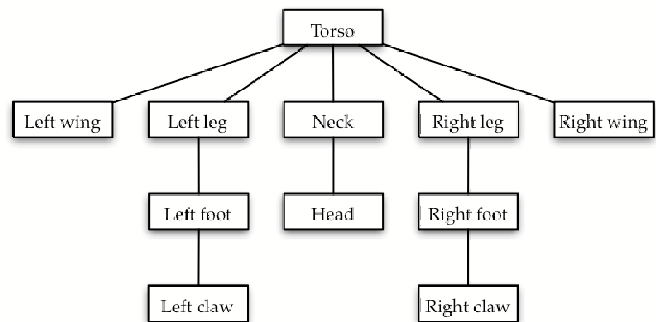 Torso
Left wing
Left leg
Neck
Right leg
Right wing
Left foot
Head
Right foot
Left claw
Right claw